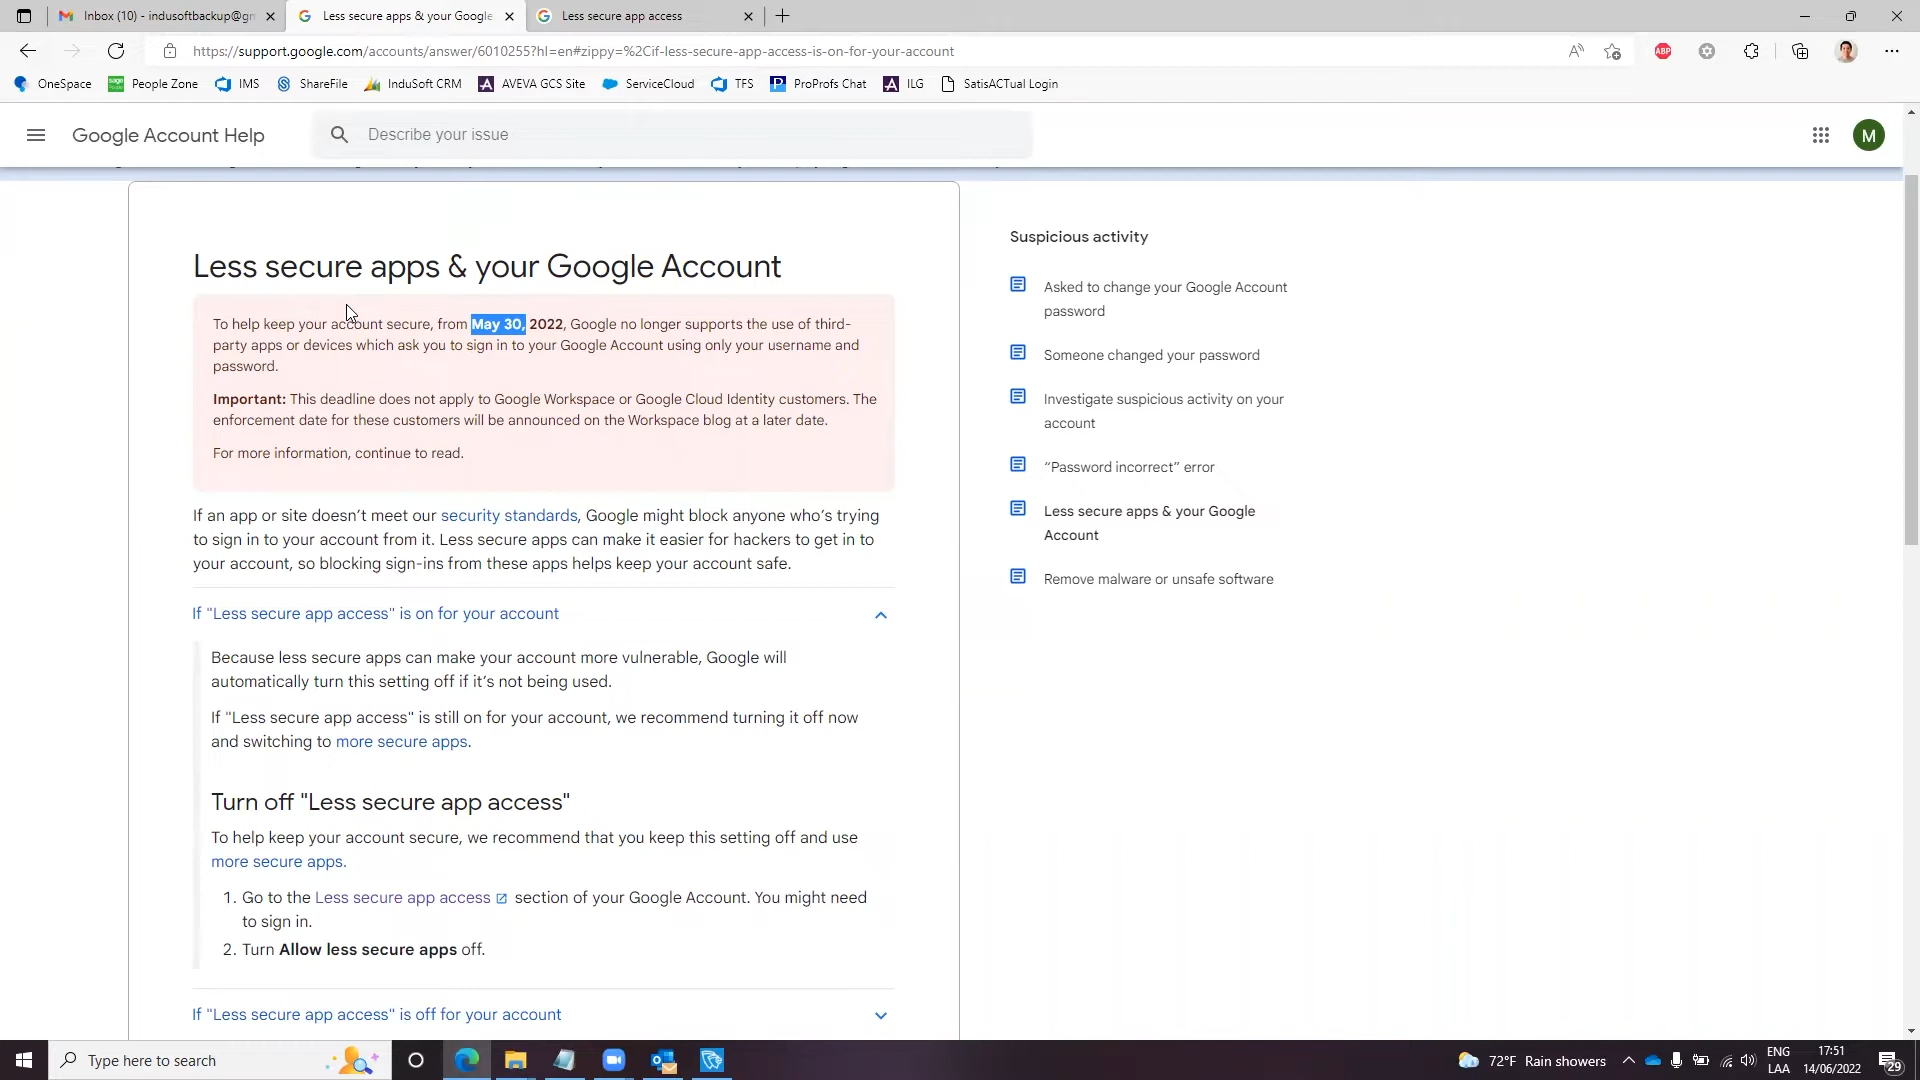 Inbox (10) - indusoftbackup@gm
Less secure apps & your Google
Less secure app access
https://support.google.com/accounts/answer/6010255?hl=en#zippy=%2Cif-less-secure-app-access-is-on-for-your-account
ABP
OneSpace
People Zone
IMS
ShareFile
InduSoft CRM
AVEVA GCS Site
ServiceCloud
TFS
ProProfs Chat
ILG
SatisACTual Login
Google Account Help
Describe your issue
M
Less secure apps & your Google Account
To help keep your account secure, from May 30, 2022, Google no longer supports the use of third-
party apps or devices which ask you to sign in to your Google Account using only your username and
password.
Important: This deadline does not apply to Google Workspace or Google Cloud Identity customers. The
enforcement date for these customers will be announced on the Workspace blog at a later date.
For more information, continue to read.
If an app or site doesn’t meet our security standards, Google might block anyone who’s trying
to sign in to your account from it. Less secure apps can make it easier for hackers to get in to
your account, so blocking sign-ins from these apps helps keep your account safe.
If "Less secure app access" is on for your account
Because less secure apps can make your account more vulnerable, Google will
automatically turn this setting off if it’s not being used.
If "Less secure app access" is still on for your account, we recommend turning it off now
and switching to more secure apps.
Turn off "Less secure app access"
To help keep your account secure, we recommend that you keep this setting off and use
more secure apps.
1. Go to the Less secure app access section of your Google Account. You might need
to sign in.
2. Turn Allow less secure apps off.
If "Less secure app access" is off for your account
Suspicious activity
Asked to change your Google Account
password
Someone changed your password
Investigate suspicious activity on your
account
“Password incorrect” error
Less secure apps & your Google
Account
Remove malware or unsafe software
Type here to search
72°F Rain showers
ENG
LAA
17:51
14/06/2022
29